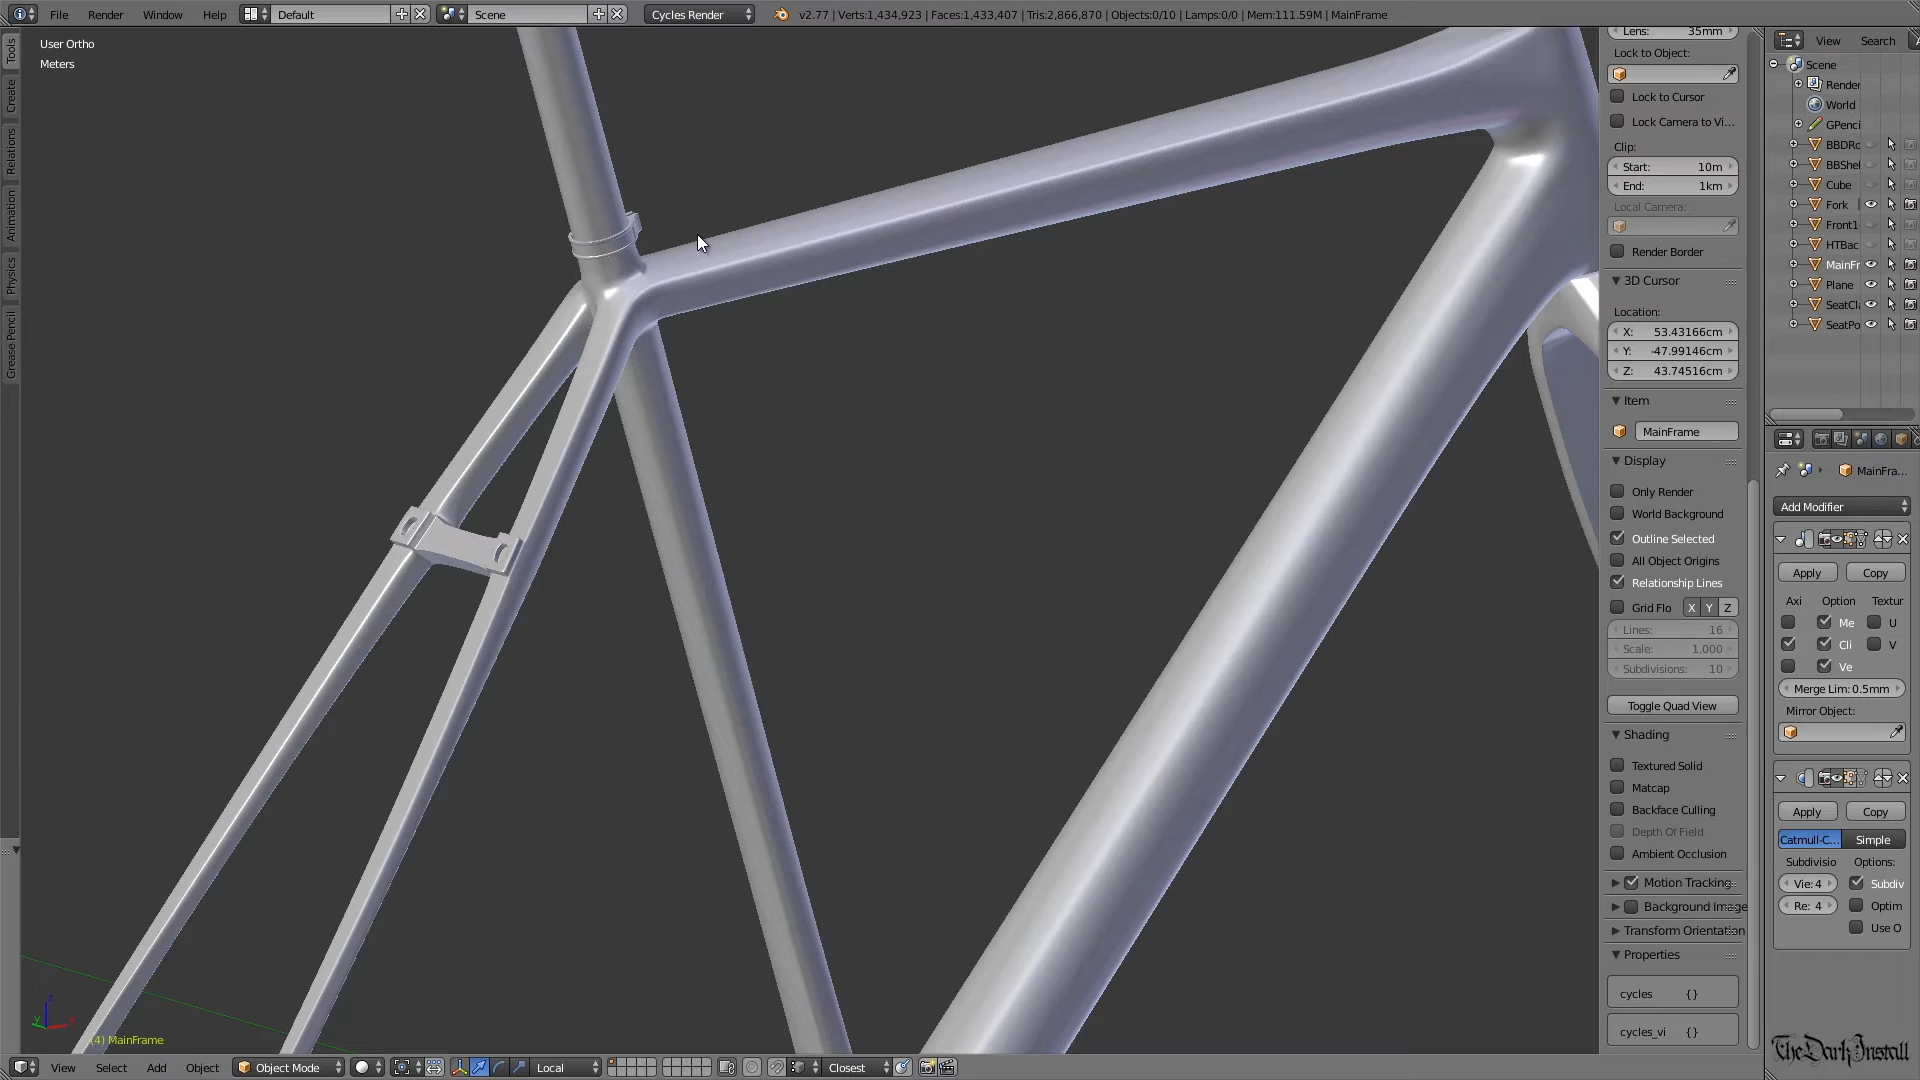 File Render Window Help Default Scene Cycles Render v2.77 | Verts:1,434,923 | Faces:1,433,407 | Tris:2,866,870 | Objects:0/10 | Lamps:0/0 | Mem:111.59M | MainFrame
User Ortho
Meters
Tools
Create
Relations
Animation
Physics
Grease Pencil
(4) MainFrame
Lens: 35mm
Lock to Object:
Lock to Cursor
Lock Camera to Vi...
Clip:
Start: 10m
End: 1km
Local Camera:
Render Border
3D Cursor
Location:
X: 53.43166cm
Y: -47.99146cm
Z: 43.74516cm
Item
MainFrame
Display
Only Render
World Background
Outline Selected
All Object Origins
Relationship Lines
Grid Flo X Y Z
Lines: 16
Scale: 1.000
Subdivisions: 10
Toggle Quad View
Shading
Textured Solid
Matcap
Backface Culling
Depth Of Field
Ambient Occlusion
Motion Tracking
Background Image
Transform Orientation
Properties
cycles {}
cycles_vi {}
View Search
Scene
Render
World
GPenci
BBDRo
BBShel
Cube
Fork
Front1
HTBac
MainFr
Plane
SeatCl
SeatPo
MainFra...
Add Modifier
Apply Copy
Axi Option Textur
Me U
Cli V
Ve
Merge Lim: 0.5mm
Mirror Object:
Apply Copy
Catmull-C... Simple
Subdivisio Options:
Vie: 4 Subdiv
Re: 4 Optim
Use O
TheDarkInstall
View Select Add Object Object Mode Local Closest